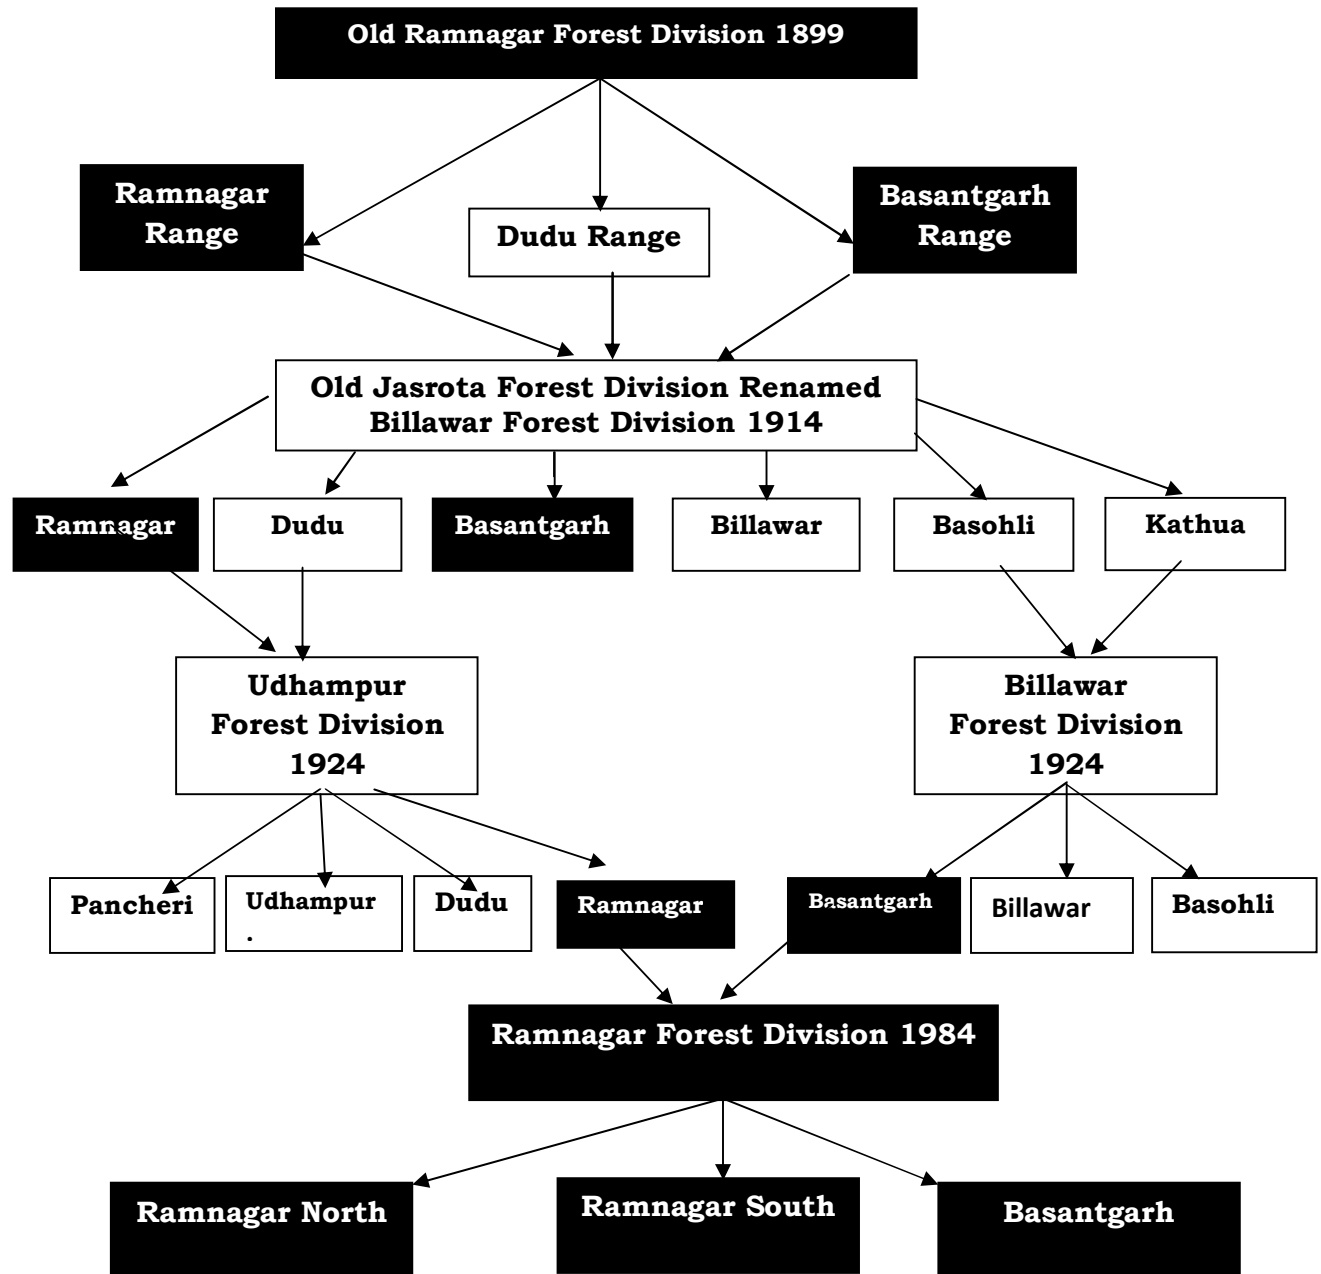 Old Ramnagar Forest Division 1899
Ramnagar
Range
Dudu Range
Basantgarh
Range
Old Jasrota Forest Division Renamed
Billawar Forest Division 1914
Ramnagar
Dudu
Basantgarh
Billawar
Basohli
Kathua
Udhampur
Forest Division
1924
Billawar
Forest Division
1924
Pancheri
Udhampur
.
Dudu
Ramnagar
Basantgarh
Billawar
Basohli
Ramnagar Forest Division 1984
Ramnagar North
Ramnagar South
Basantgarh